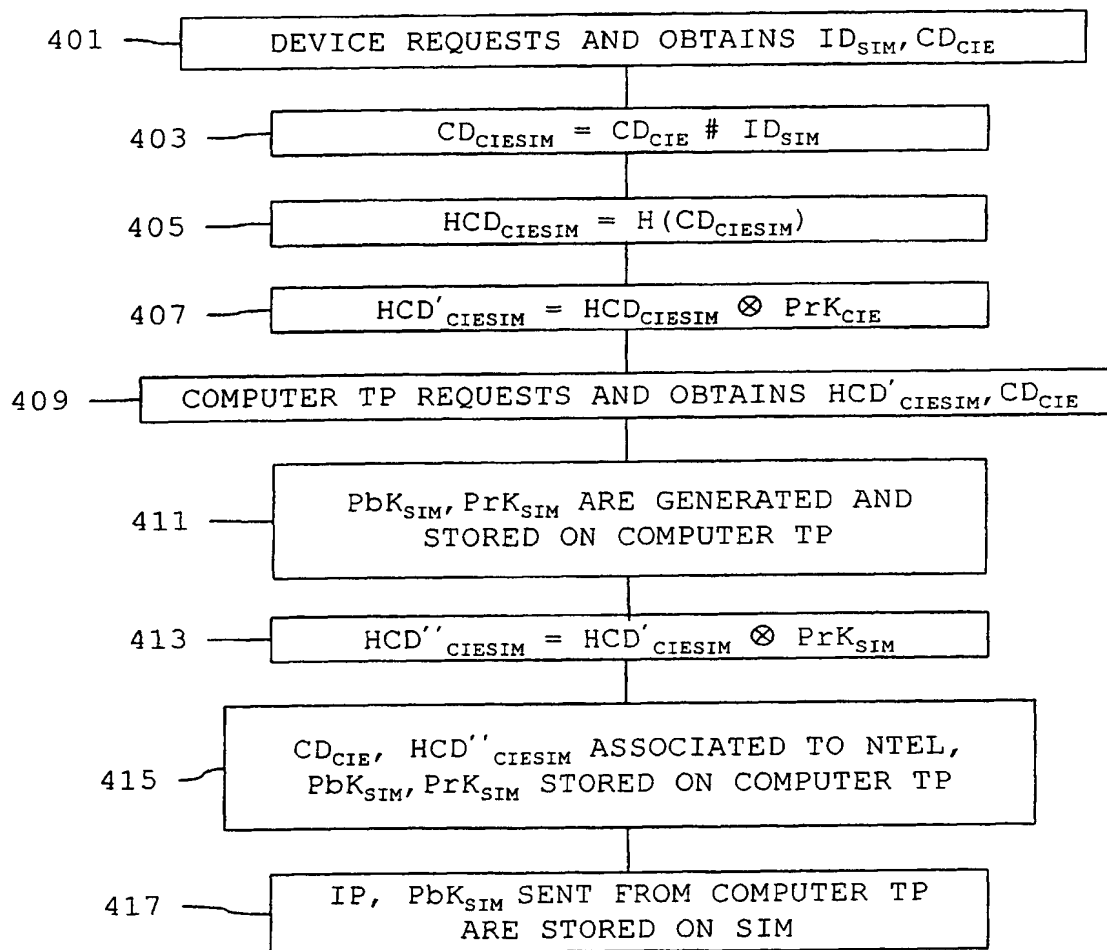 401
DEVICE REQUESTS AND OBTAINS ID_SIM, CD_CIE
403
CD_CIESIM = CD_CIE # ID_SIM
405
HCD_CIESIM = H(CD_CIESIM)
407
HCD'_CIESIM = HCD_CIESIM ⊗ PrK_CIE
409
COMPUTER TP REQUESTS AND OBTAINS HCD'_CIESIM, CD_CIE
411
PbK_SIM, PrK_SIM ARE GENERATED AND
STORED ON COMPUTER TP
413
HCD''_CIESIM = HCD'_CIESIM ⊗ PrK_SIM
415
CD_CIE, HCD''_CIESIM ASSOCIATED TO NTEL,
PbK_SIM, PrK_SIM STORED ON COMPUTER TP
417
IP, PbK_SIM SENT FROM COMPUTER TP
ARE STORED ON SIM